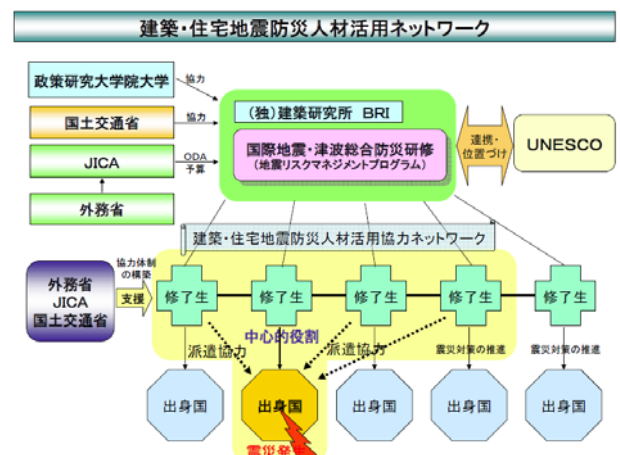 建築・住宅地震防災人材活用ネットワーク
政策研究大学院大学
協力
国土交通省
協力
JICA
ODA
予算
外務省
(独)建築研究所 BRI
国際地震・津波総合防災研修
(地震リスクマネジメントプログラム)
連携・
位置づけ
UNESCO
建築・住宅地震防災人材活用協力ネットワーク
協力体制
の構築
外務省
JICA
国土交通省
支援
修了生
修了生
修了生
修了生
修了生
派遣協力
中心的役割
派遣協力
震災対策の推進
震災対策の推進
出身国
出身国
出身国
出身国
出身国
震災発生